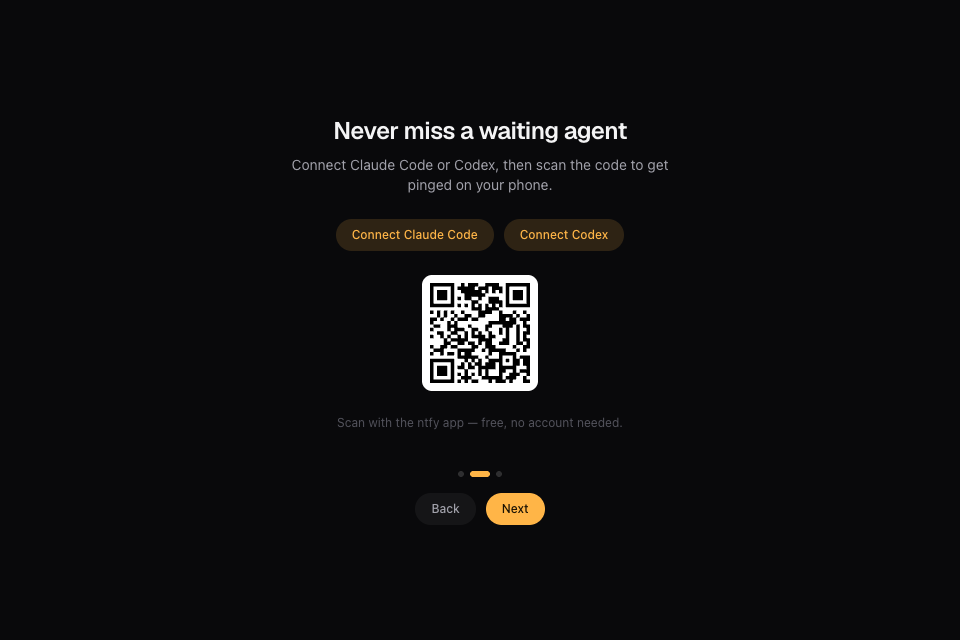 Never miss a waiting agent
Connect Claude Code or Codex, then scan the code to get
pinged on your phone.
Connect Claude Code
Connect Codex
Scan with the ntfy app — free, no account needed.
Back
Next